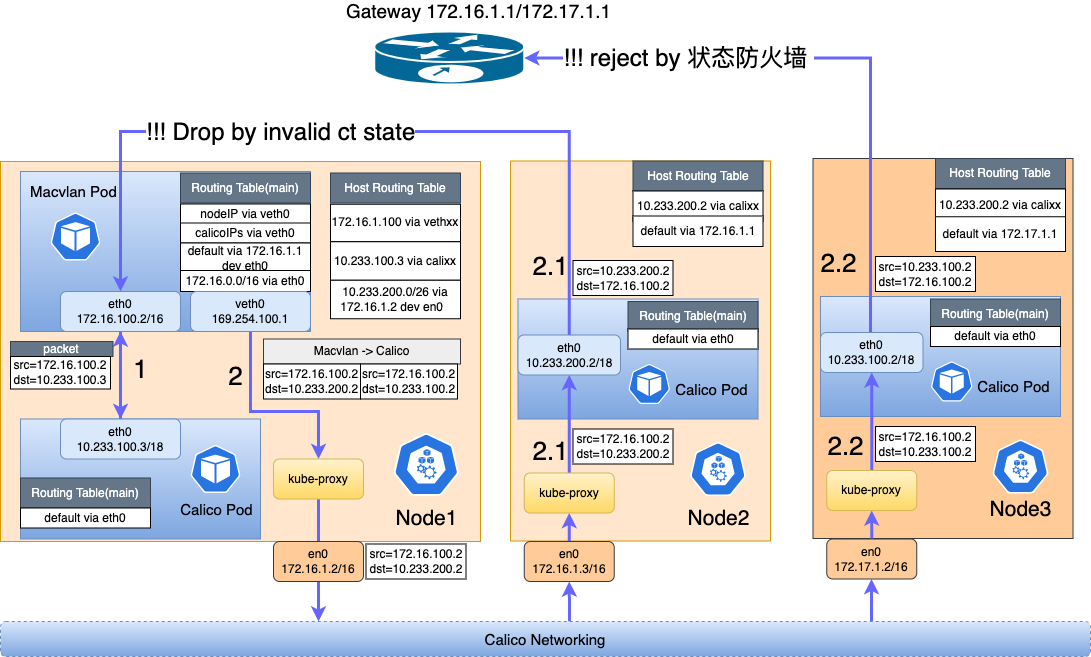 Gateway 172.16.1.1/172.17.1.1
!!! reject by 状态防火墙
!!! Drop by invalid ct state
Macvlan Pod
Routing Table(main)
nodeIP via veth0
calicoIPs via veth0
default via 172.16.1.1
dev eth0
172.16.0.0/16 via eth0
Host Routing Table
172.16.1.100 via vethxx
10.233.100.3 via calixx
10.233.200.0/26 via
172.16.1.2 dev en0
eth0
172.16.100.2/16
veth0
169.254.100.1
packet
src=172.16.100.2
dst=10.233.100.3
1
2
Macvlan -> Calico
src=172.16.100.2
dst=10.233.200.2
src=172.16.100.2
dst=10.233.100.2
eth0
10.233.100.3/18
Routing Table(main)
default via eth0
Calico Pod
kube-proxy
Node1
en0
172.16.1.2/16
src=172.16.100.2
dst=10.233.200.2
Host Routing Table
10.233.200.2 via calixx
default via 172.16.1.1
2.1
src=10.233.200.2
dst=172.16.100.2
Routing Table(main)
default via eth0
eth0
10.233.200.2/18
Calico Pod
2.1
src=172.16.100.2
dst=10.233.200.2
kube-proxy
Node2
en0
172.16.1.3/16
Host Routing Table
10.233.200.2 via calixx
default via 172.17.1.1
2.2
src=10.233.100.2
dst=172.16.100.2
Routing Table(main)
default via eth0
eth0
10.233.100.2/18
Calico Pod
2.2
src=172.16.100.2
dst=10.233.100.2
kube-proxy
Node3
en0
172.17.1.2/16
Calico Networking